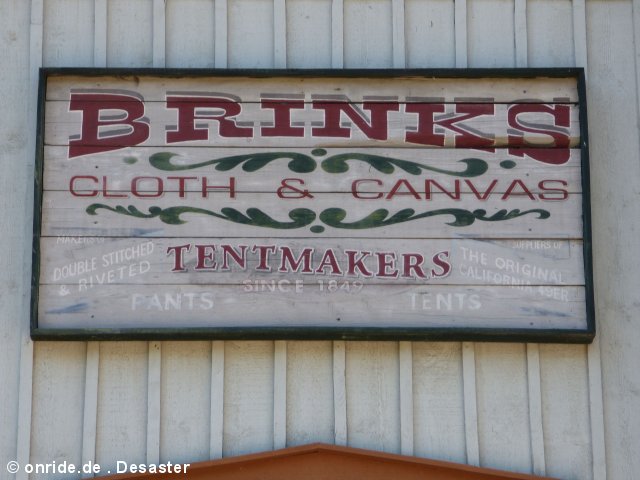 BRINKS
CLOTH & CANVAS
TENTMAKERS
SINCE 1849
MAKERS OF
DOUBLE STITCHED
& RIVETED
PANTS
SUPPLIERS OF
THE ORIGINAL
CALIFORNIA 49ER
TENTS
© onride.de . Desaster